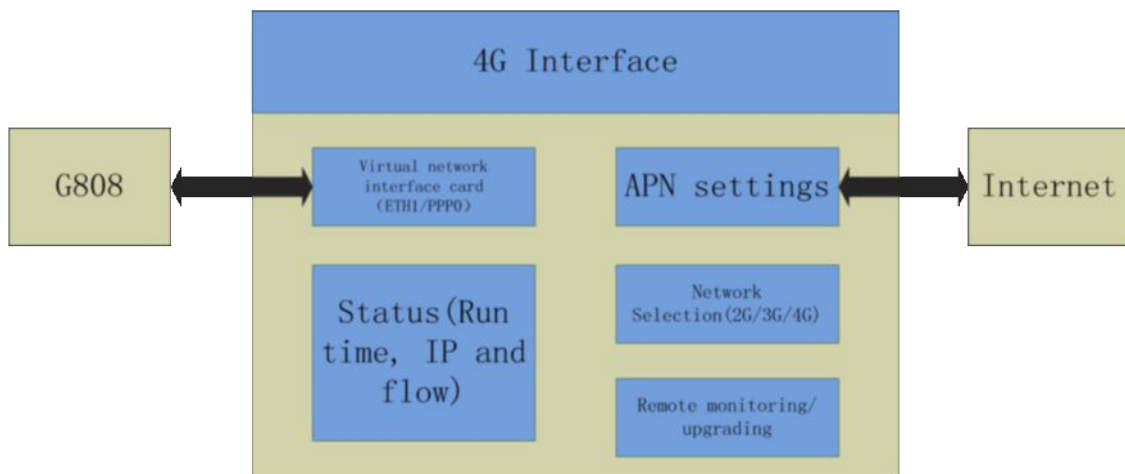 4G Interface
G808
Virtual network
interface card
(ETH1/PPP0)
APN settings
Internet
Status(Run
time, IP and
flow)
Network
Selection(2G/3G/4G)
Remote monitoring/
upgrading